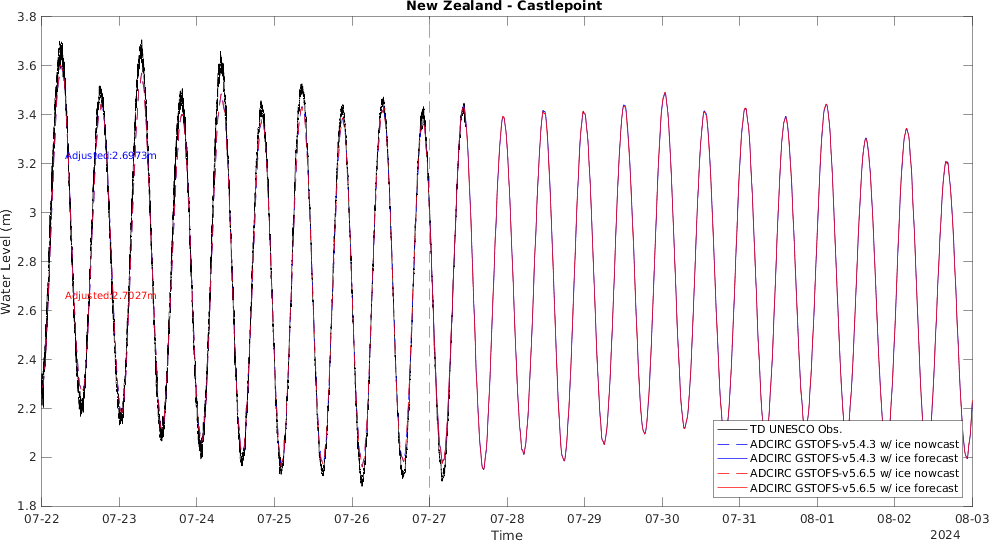 New Zealand - Castlepoint
3.8
3.6
3.4
3.2
3
2.8
2.6
2.4
2.2
2
1.8
Water Level (m)
Adjusted:2.6973m
Adjusted:2.7027m
TD UNESCO Obs.
ADCIRC GSTOFS-v5.4.3 w/ ice nowcast
ADCIRC GSTOFS-v5.4.3 w/ ice forecast
ADCIRC GSTOFS-v5.6.5 w/ ice nowcast
ADCIRC GSTOFS-v5.6.5 w/ ice forecast
07-22 07-23 07-24 07-25 07-26 07-27 07-28 07-29 07-30 07-31 08-01 08-02 08-03
Time
2024